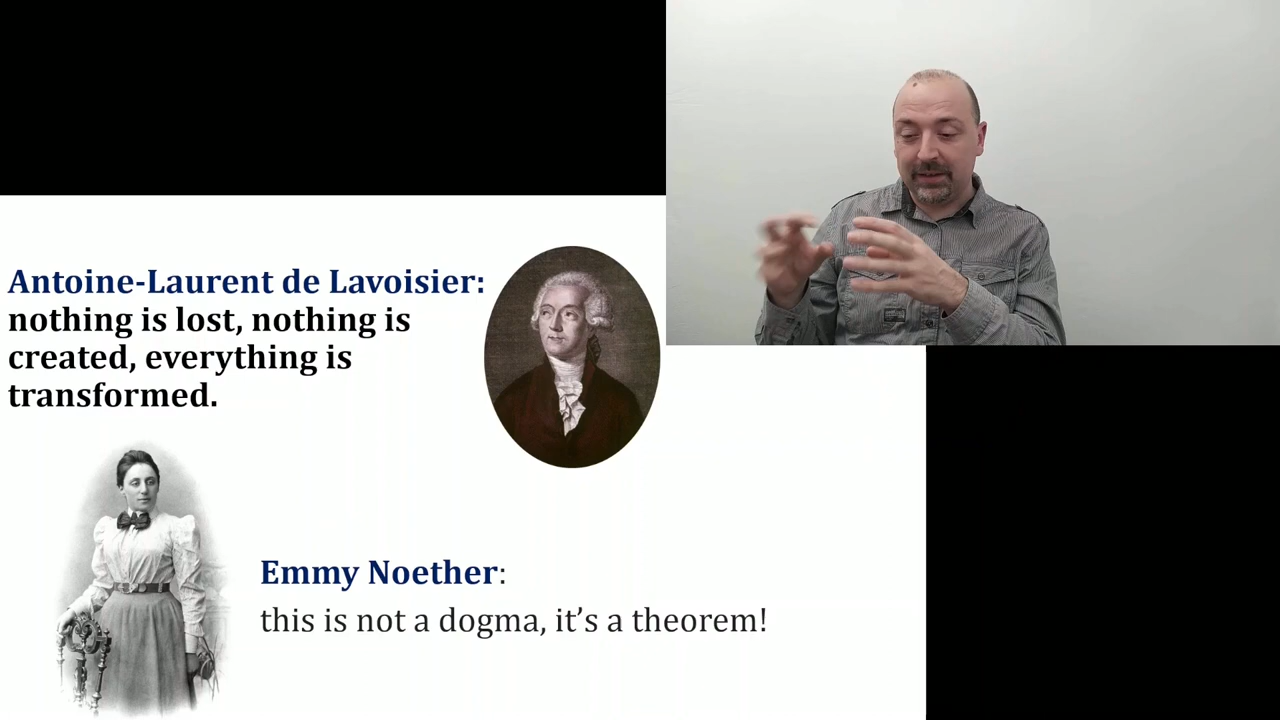 Antoine-Laurent de Lavoisier:
nothing is lost, nothing is
created, everything is
transformed.
Emmy Noether:
this is not a dogma, it’s a theorem!